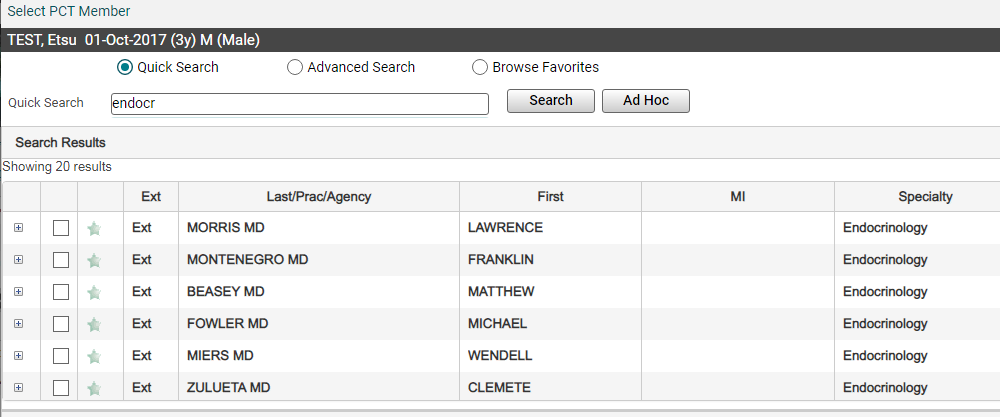 Select PCT Member
TEST, Etsu 01-Oct-2017 (3y) M (Male)
Quick Search Advanced Search Browse Favorites
Quick Search endocr Search Ad Hoc
Search Results
Showing 20 results
Ext Last/Prac/Agency First MI Specialty
Ext MORRIS MD LAWRENCE Endocrinology
Ext MONTENEGRO MD FRANKLIN Endocrinology
Ext BEASEY MD MATTHEW Endocrinology
Ext FOWLER MD MICHAEL Endocrinology
Ext MIERS MD WENDELL Endocrinology
Ext ZULUETA MD CLEMETE Endocrinology